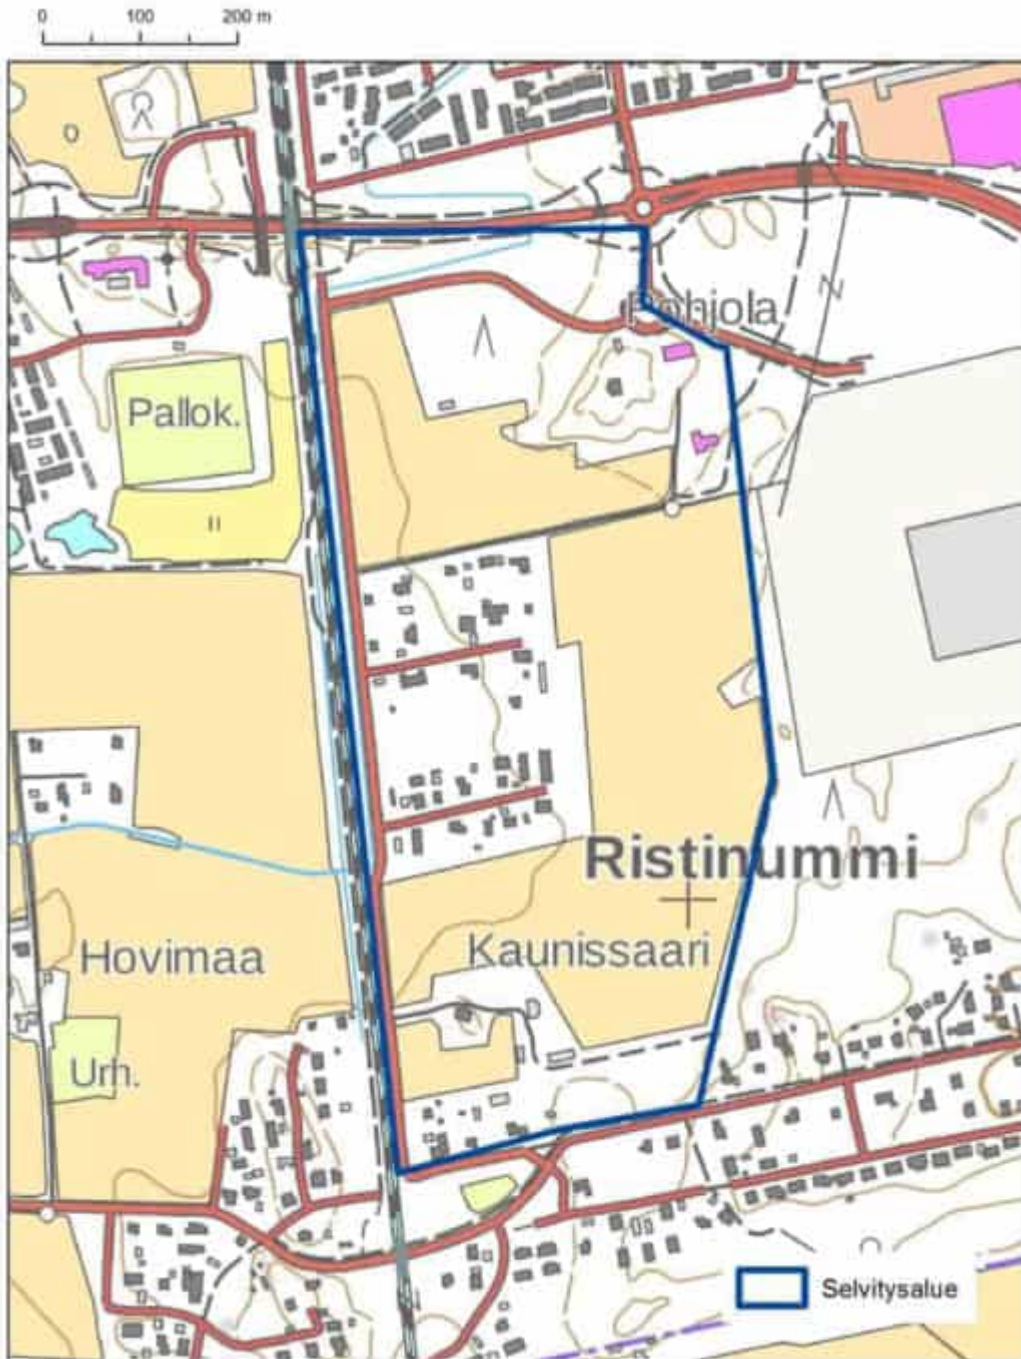 0 100 200 m
Pohjola
Pallok.
Ristinummi
Kaunissaari
Hovimaa
Urh.
Selvitysalue